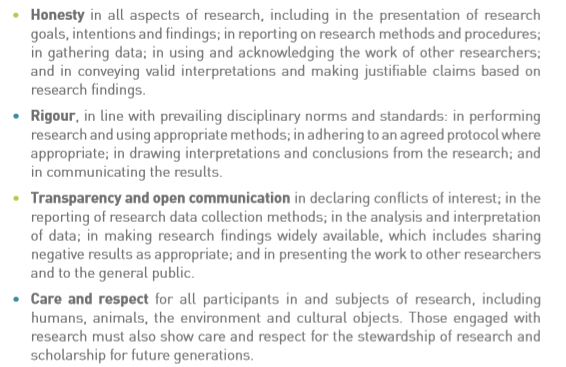 • Honesty in all aspects of research, including in the presentation of research
goals, intentions and findings; in reporting on research methods and procedures;
in gathering data; in using and acknowledging the work of other researchers;
and in conveying valid interpretations and making justifiable claims based on
research findings.
• Rigour, in line with prevailing disciplinary norms and standards: in performing
research and using appropriate methods; in adhering to an agreed protocol where
appropriate; in drawing interpretations and conclusions from the research; and
in communicating the results.
• Transparency and open communication in declaring conflicts of interest; in the
reporting of research data collection methods; in the analysis and interpretation
of data; in making research findings widely available, which includes sharing
negative results as appropriate; and in presenting the work to other researchers
and to the general public.
• Care and respect for all participants in and subjects of research, including
humans, animals, the environment and cultural objects. Those engaged with
research must also show care and respect for the stewardship of research and
scholarship for future generations.